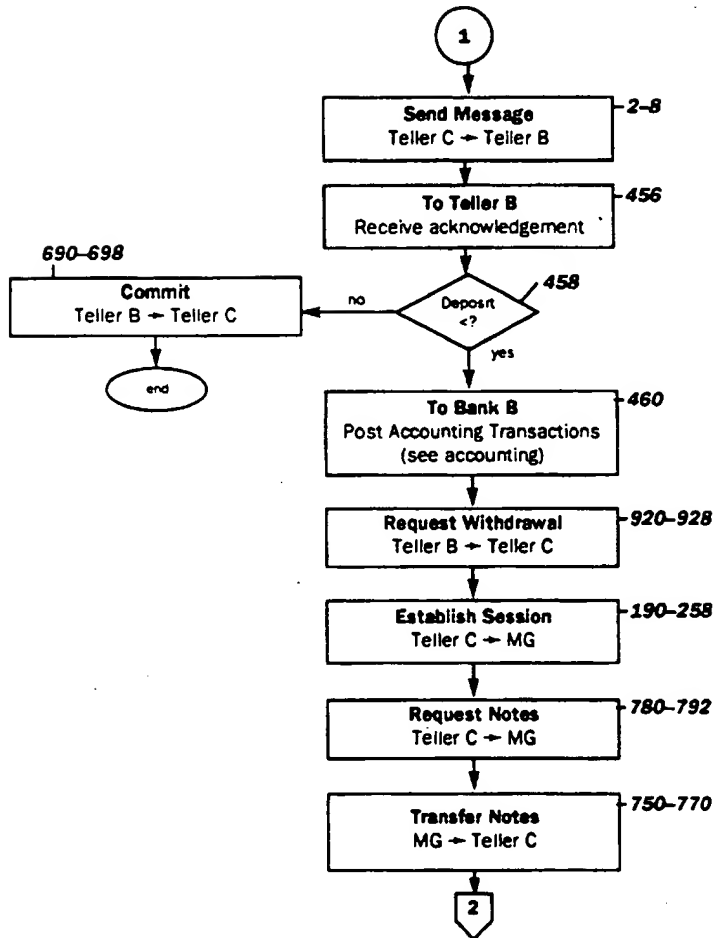 1
Send Message
Teller C → Teller B
2–8
To Teller B
Receive acknowledgement
456
690–698
Commit
Teller B → Teller C
no
Deposit
<?
458
yes
end
To Bank B
Post Accounting Transactions
(see accounting)
460
Request Withdrawal
Teller B → Teller C
920–928
Establish Session
Teller C → MG
190–258
Request Notes
Teller C → MG
780–792
Transfer Notes
MG → Teller C
750–770
2